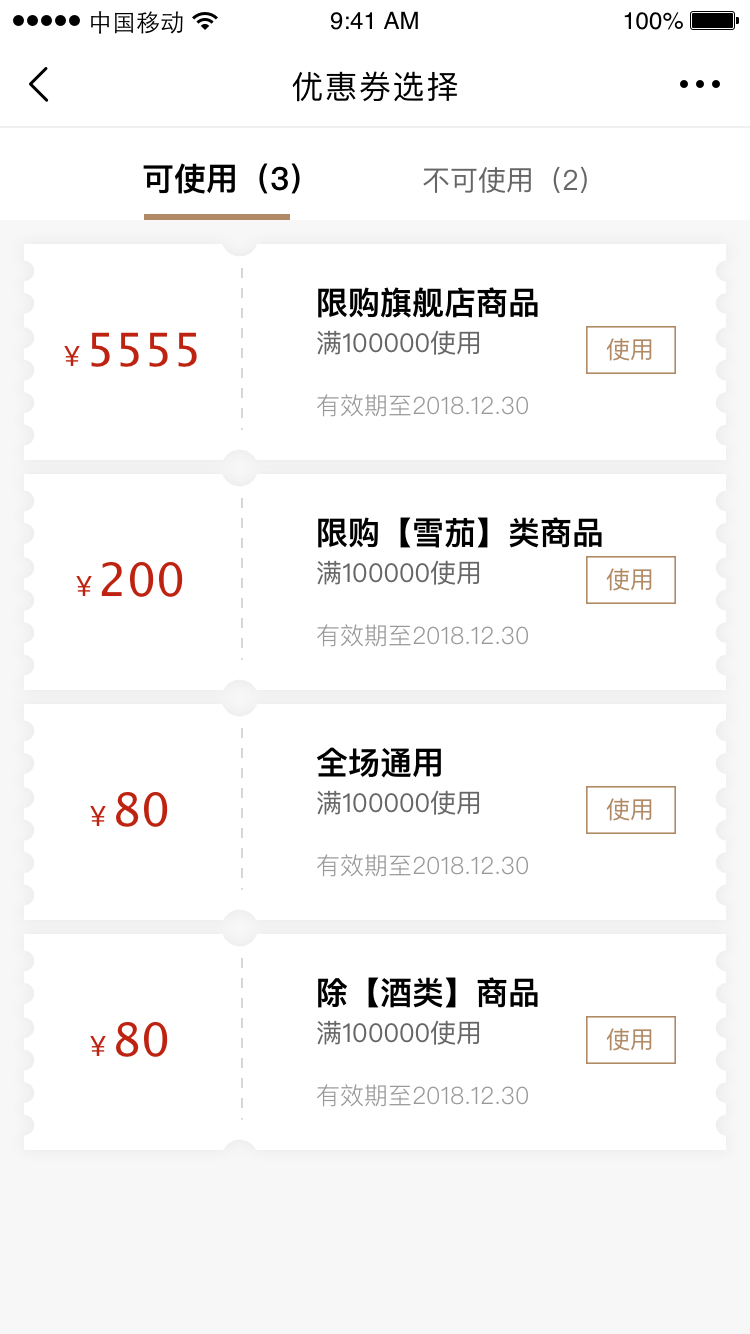 中国移动 9:41 AM 100%
优惠券选择
可使用（3） 不可使用（2）
限购旗舰店商品
¥5555 满100000使用 使用
有效期至2018.12.30
限购【雪茄】类商品
¥200 满100000使用 使用
有效期至2018.12.30
全场通用
¥80 满100000使用 使用
有效期至2018.12.30
除【酒类】商品
¥80 满100000使用 使用
有效期至2018.12.30